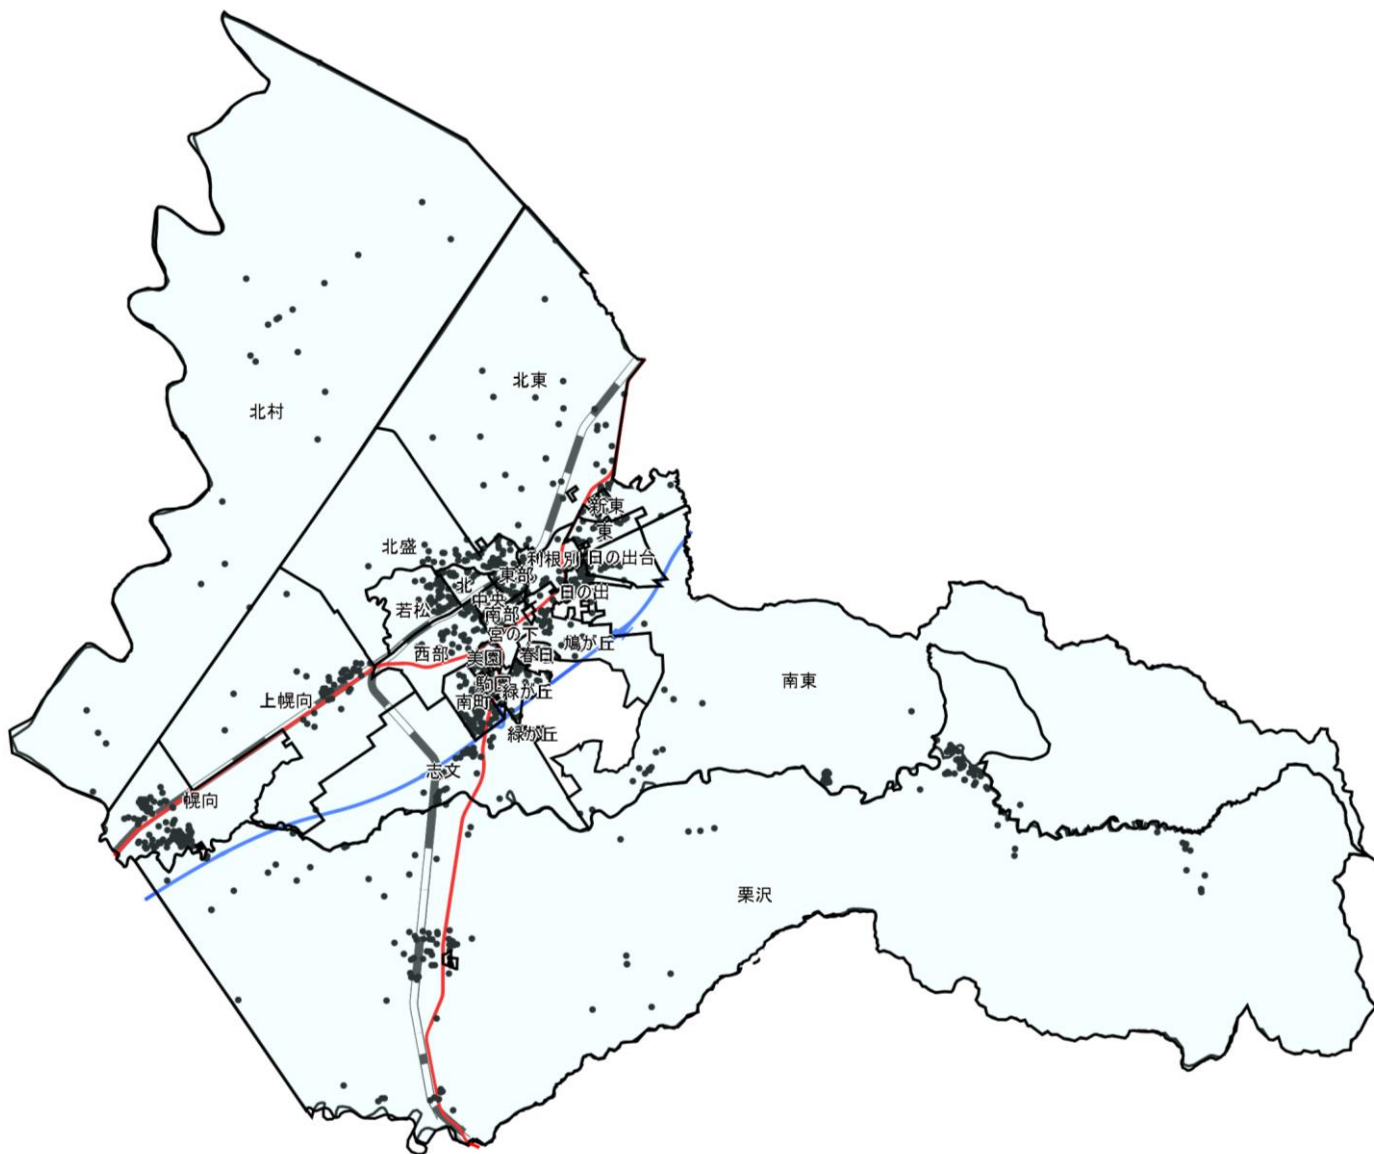 北東
北村
新東
東
北盛
利根別
日の出台
東部
北
日の出
中央
若松
南部
宮の下
鳩が丘
西部
美園
春日
南東
駒園
緑が丘
上幌向
南町
緑が丘
志文
幌向
栗沢